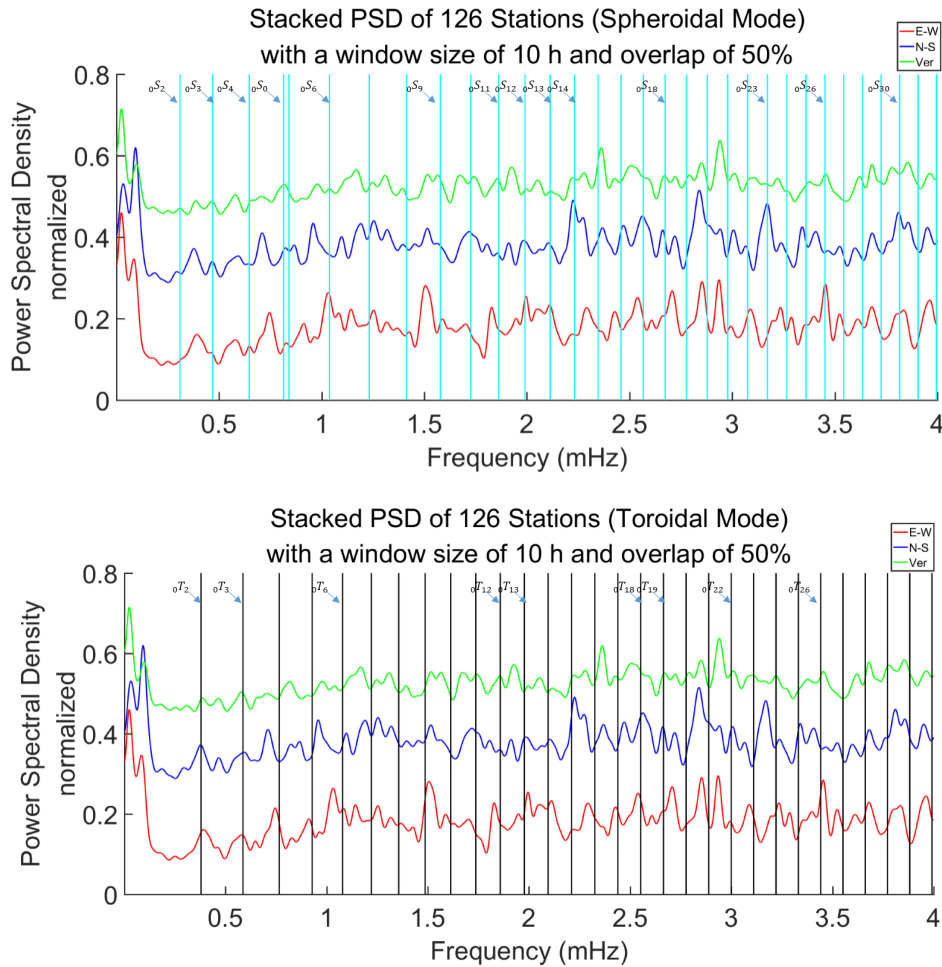 Stacked PSD of 126 Stations (Spheroidal Mode)
with a window size of 10 h and overlap of 50%
E-W
N-S
Ver
₀S₂ ₀S₃ ₀S₄ ₀S₀ ₀S₆ ₀S₉ ₀S₁₁ ₀S₁₂ ₀S₁₃ ₀S₁₄ ₀S₁₈ ₀S₂₃ ₀S₂₆ ₀S₃₀
Power Spectral Density
normalized
0.8
0.6
0.4
0.2
0
0.5 1 1.5 2 2.5 3 3.5 4
Frequency (mHz)
Stacked PSD of 126 Stations (Toroidal Mode)
with a window size of 10 h and overlap of 50%
E-W
N-S
Ver
₀T₂ ₀T₃ ₀T₆ ₀T₁₂ ₀T₁₃ ₀T₁₈ ₀T₁₉ ₀T₂₂ ₀T₂₆
Power Spectral Density
normalized
0.8
0.6
0.4
0.2
0
0.5 1 1.5 2 2.5 3 3.5 4
Frequency (mHz)